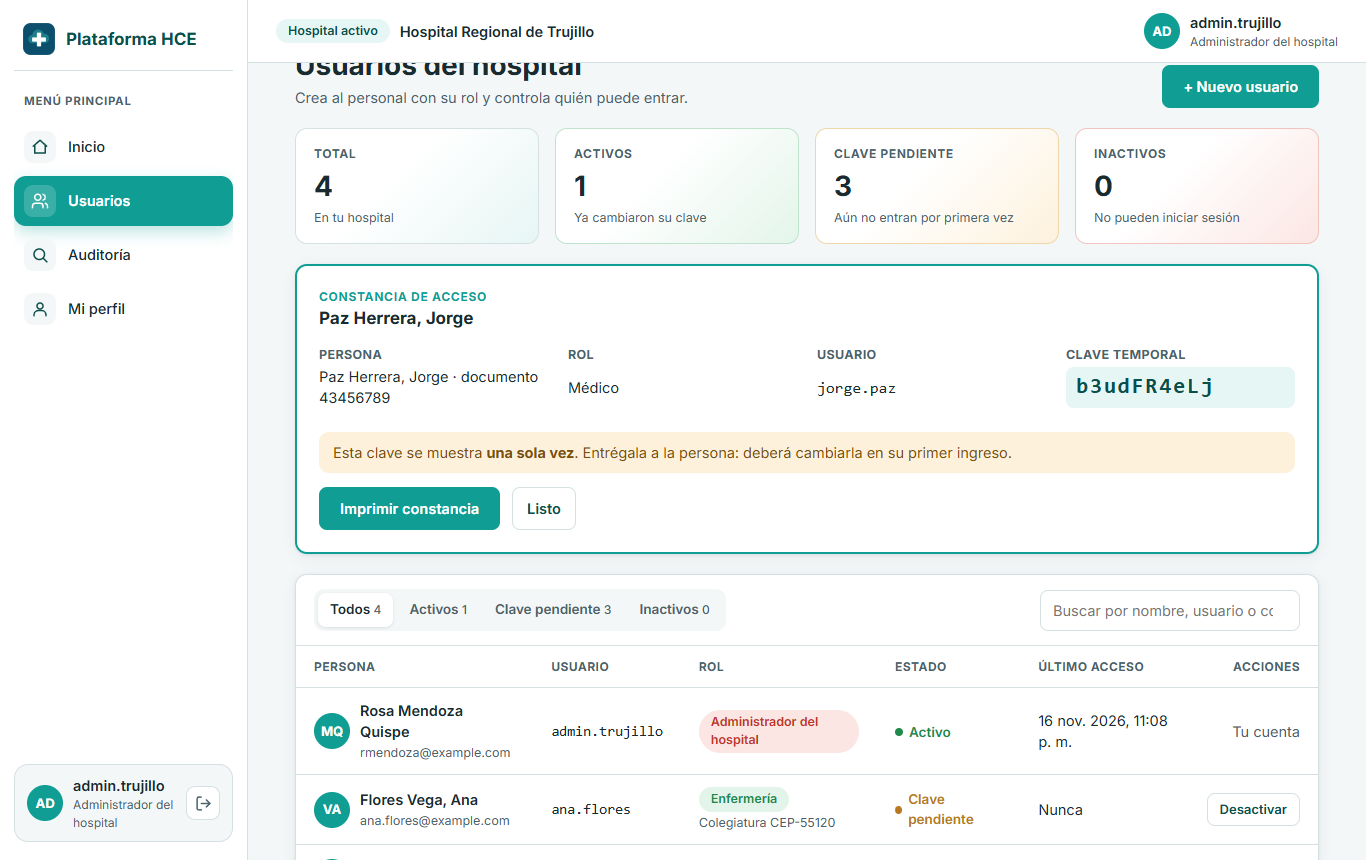 Plataforma HCE
MENÚ PRINCIPAL
Inicio
Usuarios
Auditoría
Mi perfil
AD
admin.trujillo
Administrador del
hospital
Hospital activo
Hospital Regional de Trujillo
AD
admin.trujillo
Administrador del hospital
Usuarios del hospital
Crea al personal con su rol y controla quién puede entrar.
+ Nuevo usuario
TOTAL
4
En tu hospital
ACTIVOS
1
Ya cambiaron su clave
CLAVE PENDIENTE
3
Aún no entran por primera vez
INACTIVOS
0
No pueden iniciar sesión
CONSTANCIA DE ACCESO
Paz Herrera, Jorge
PERSONA
Paz Herrera, Jorge · documento
43456789
ROL
Médico
USUARIO
jorge.paz
CLAVE TEMPORAL
b3udFR4eLj
Esta clave se muestra una sola vez. Entrégala a la persona: deberá cambiarla en su primer ingreso.
Imprimir constancia
Listo
Todos 4
Activos 1
Clave pendiente 3
Inactivos 0
Buscar por nombre, usuario o co
PERSONA USUARIO ROL ESTADO ÚLTIMO ACCESO ACCIONES
MQ
Rosa Mendoza
Quispe
rmendoza@example.com
admin.trujillo
Administrador del
hospital
Activo
16 nov. 2026, 11:08
p. m.
Tu cuenta
VA
Flores Vega, Ana
ana.flores@example.com
ana.flores
Enfermería
Colegiatura CEP-55120
Clave
pendiente
Nunca
Desactivar